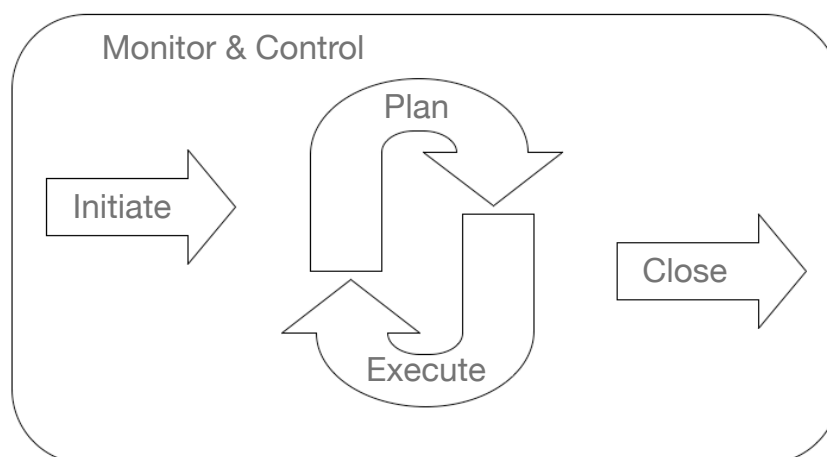 Monitor & Control
Plan
Initiate
Close
Execute